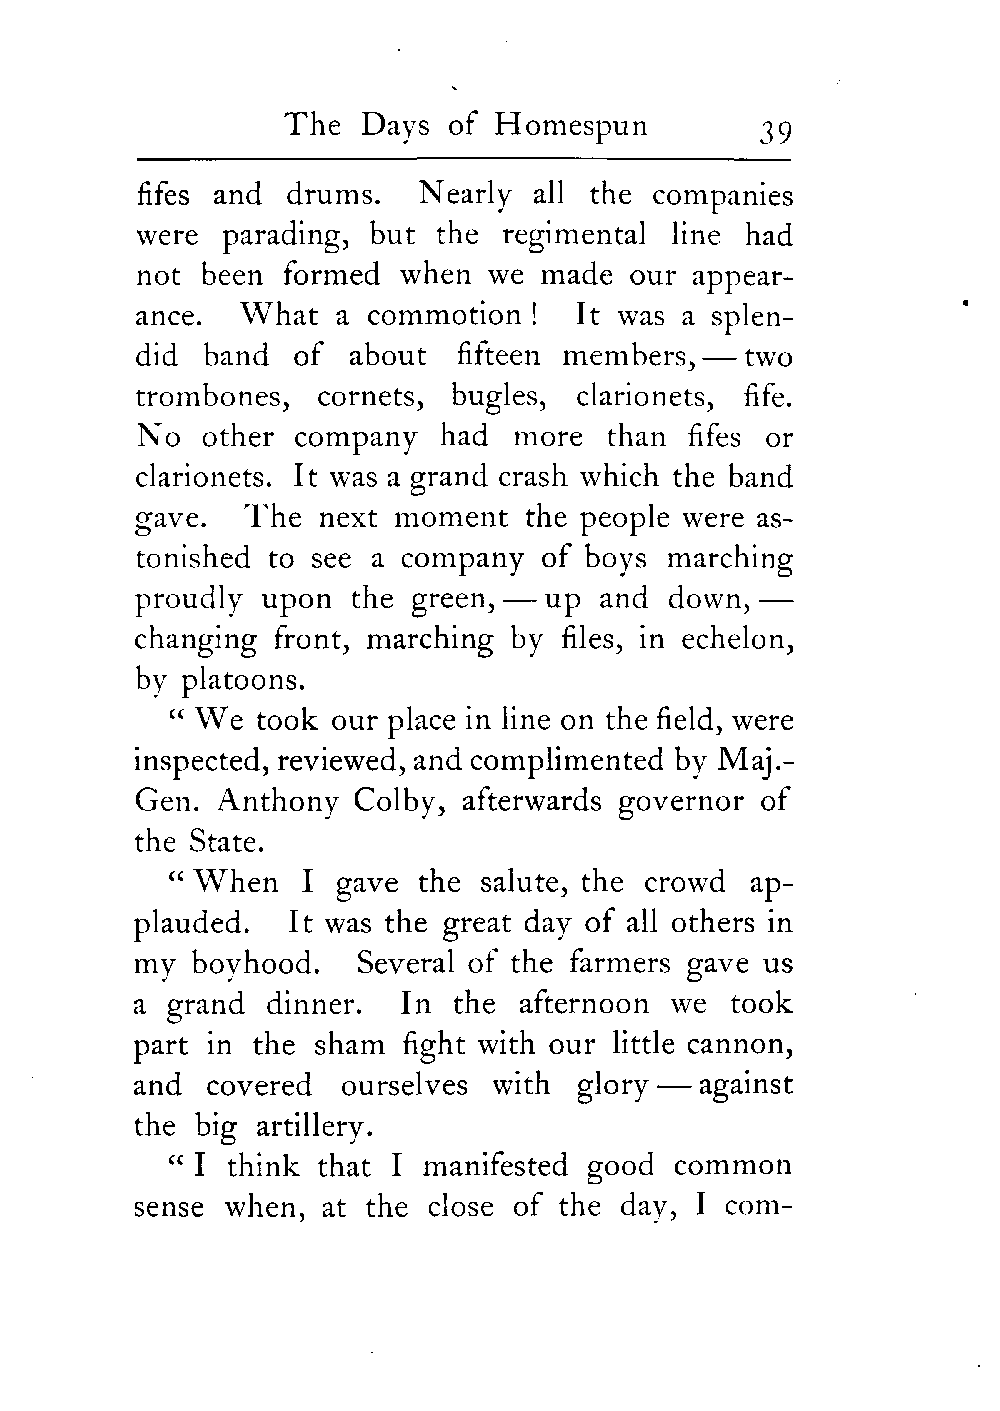 The Days of Homespun 39
fifes and drums. Nearly all the companies
were parading, but the regimental line had
not been formed when we made our appear-
ance. What a commotion! It was a splen-
did band of about fifteen members,— two
trombones, cornets, bugles, clarionets, fife.
No other company had more than fifes or
clarionets. It was a grand crash which the band
gave. The next moment the people were as-
tonished to see a company of boys marching
proudly upon the green,— up and down,—
changing front, marching by files, in echelon,
by platoons.
“ We took our place in line on the field, were
inspected, reviewed, and complimented by Maj.-
Gen. Anthony Colby, afterwards governor of
the State.
“ When I gave the salute, the crowd ap-
plauded. It was the great day of all others in
my boyhood. Several of the farmers gave us
a grand dinner. In the afternoon we took
part in the sham fight with our little cannon,
and covered ourselves with glory — against
the big artillery.
“ I think that I manifested good common
sense when, at the close of the day, I com-